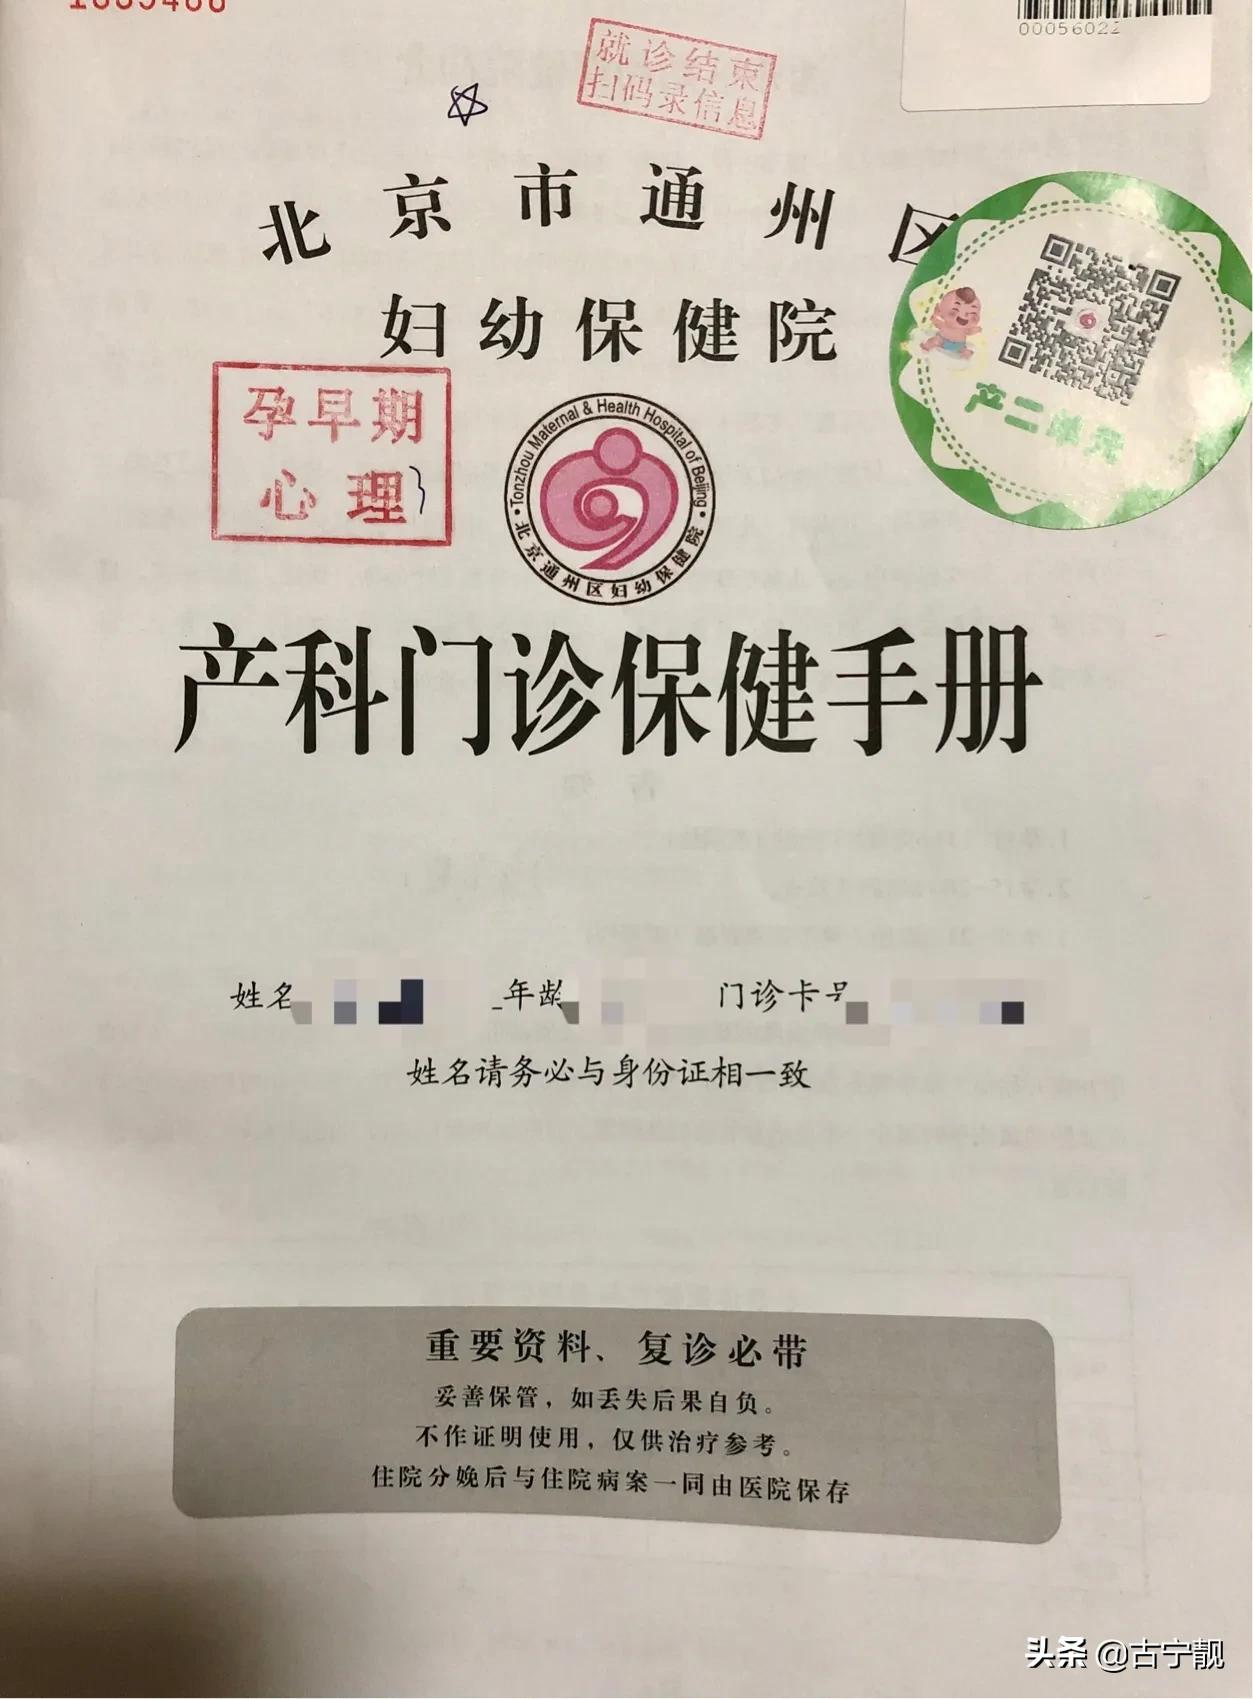 00056022
就诊结束
扫码录信息
北京市通州区
妇幼保健院
孕早期
心理
Tonzhou Maternal & Health Hospital of Beijing
北京通州区妇幼保健院
产二单元
产科门诊保健手册
姓名 年龄 门诊卡号
姓名请务必与身份证相一致
重要资料、复诊必带
妥善保管，如丢失后果自负。
不作证明使用，仅供治疗参考。
住院分娩后与住院病案一同由医院保存
头条 @古宁靓